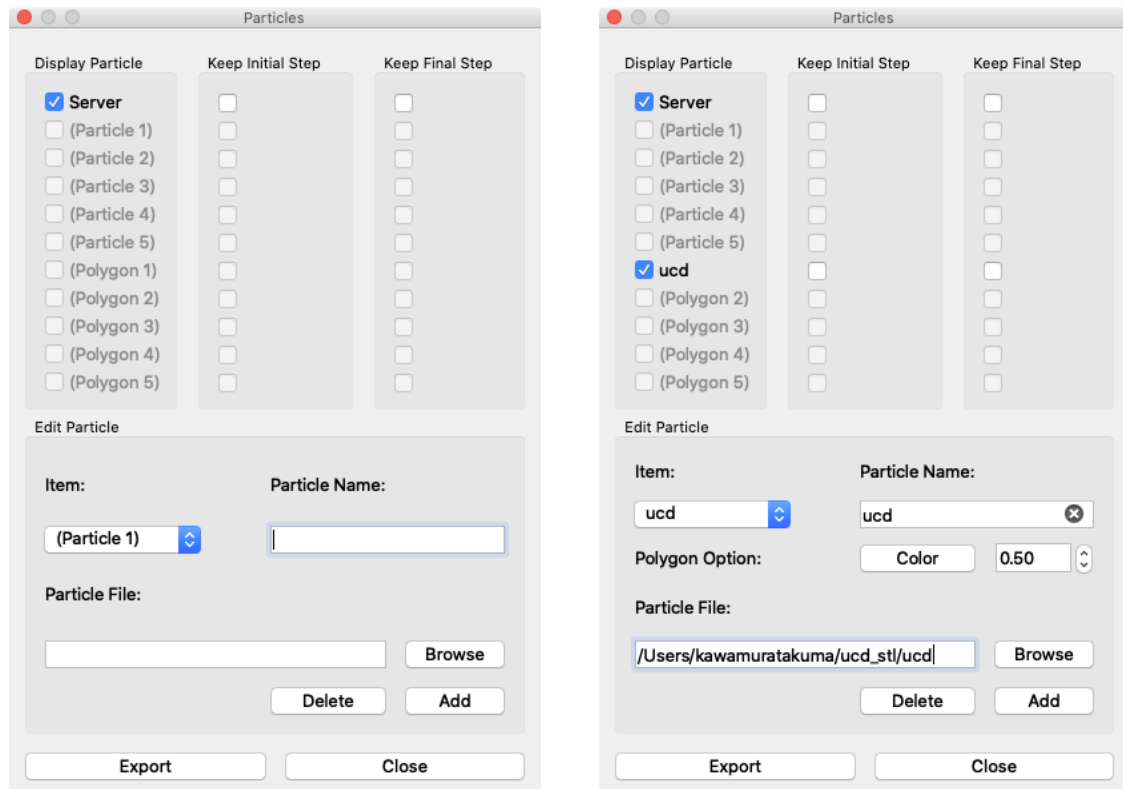 Particles
Display Particle Keep Initial Step Keep Final Step
Server
(Particle 1)
(Particle 2)
(Particle 3)
(Particle 4)
(Particle 5)
(Polygon 1)
(Polygon 2)
(Polygon 3)
(Polygon 4)
(Polygon 5)
Edit Particle
Item: Particle Name:
(Particle 1)
Particle File:
Browse
Delete Add
Export Close
Particles
Display Particle Keep Initial Step Keep Final Step
Server
(Particle 1)
(Particle 2)
(Particle 3)
(Particle 4)
(Particle 5)
ucd
(Polygon 2)
(Polygon 3)
(Polygon 4)
(Polygon 5)
Edit Particle
Item: Particle Name:
ucd ucd
Polygon Option: Color 0.50
Particle File:
/Users/kawamuratakuma/ucd_stl/ucd Browse
Delete Add
Export Close